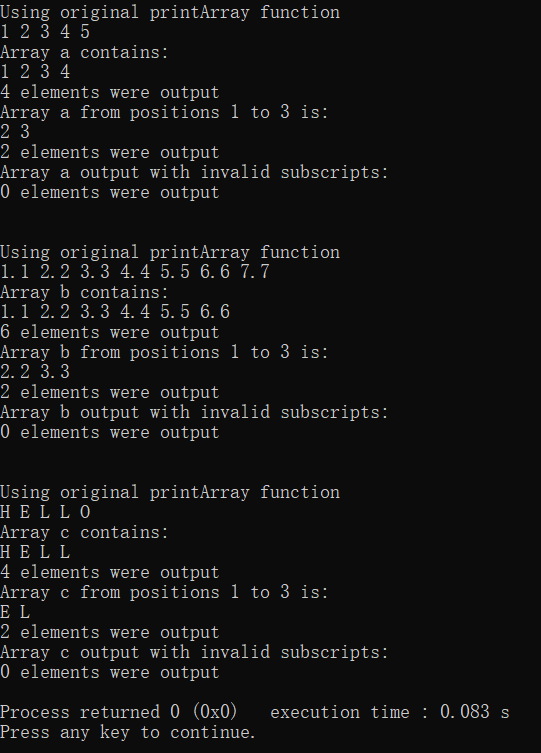 Using original printArray function
1 2 3 4 5
Array a contains:
1 2 3 4
4 elements were output
Array a from positions 1 to 3 is:
2 3
2 elements were output
Array a output with invalid subscripts:
0 elements were output
Using original printArray function
1.1 2.2 3.3 4.4 5.5 6.6 7.7
Array b contains:
1.1 2.2 3.3 4.4 5.5 6.6
6 elements were output
Array b from positions 1 to 3 is:
2.2 3.3
2 elements were output
Array b output with invalid subscripts:
0 elements were output
Using original printArray function
H E L L O
Array c contains:
H E L L
4 elements were output
Array c from positions 1 to 3 is:
E L
2 elements were output
Array c output with invalid subscripts:
0 elements were output
Process returned 0 (0x0)   execution time : 0.083 s
Press any key to continue.